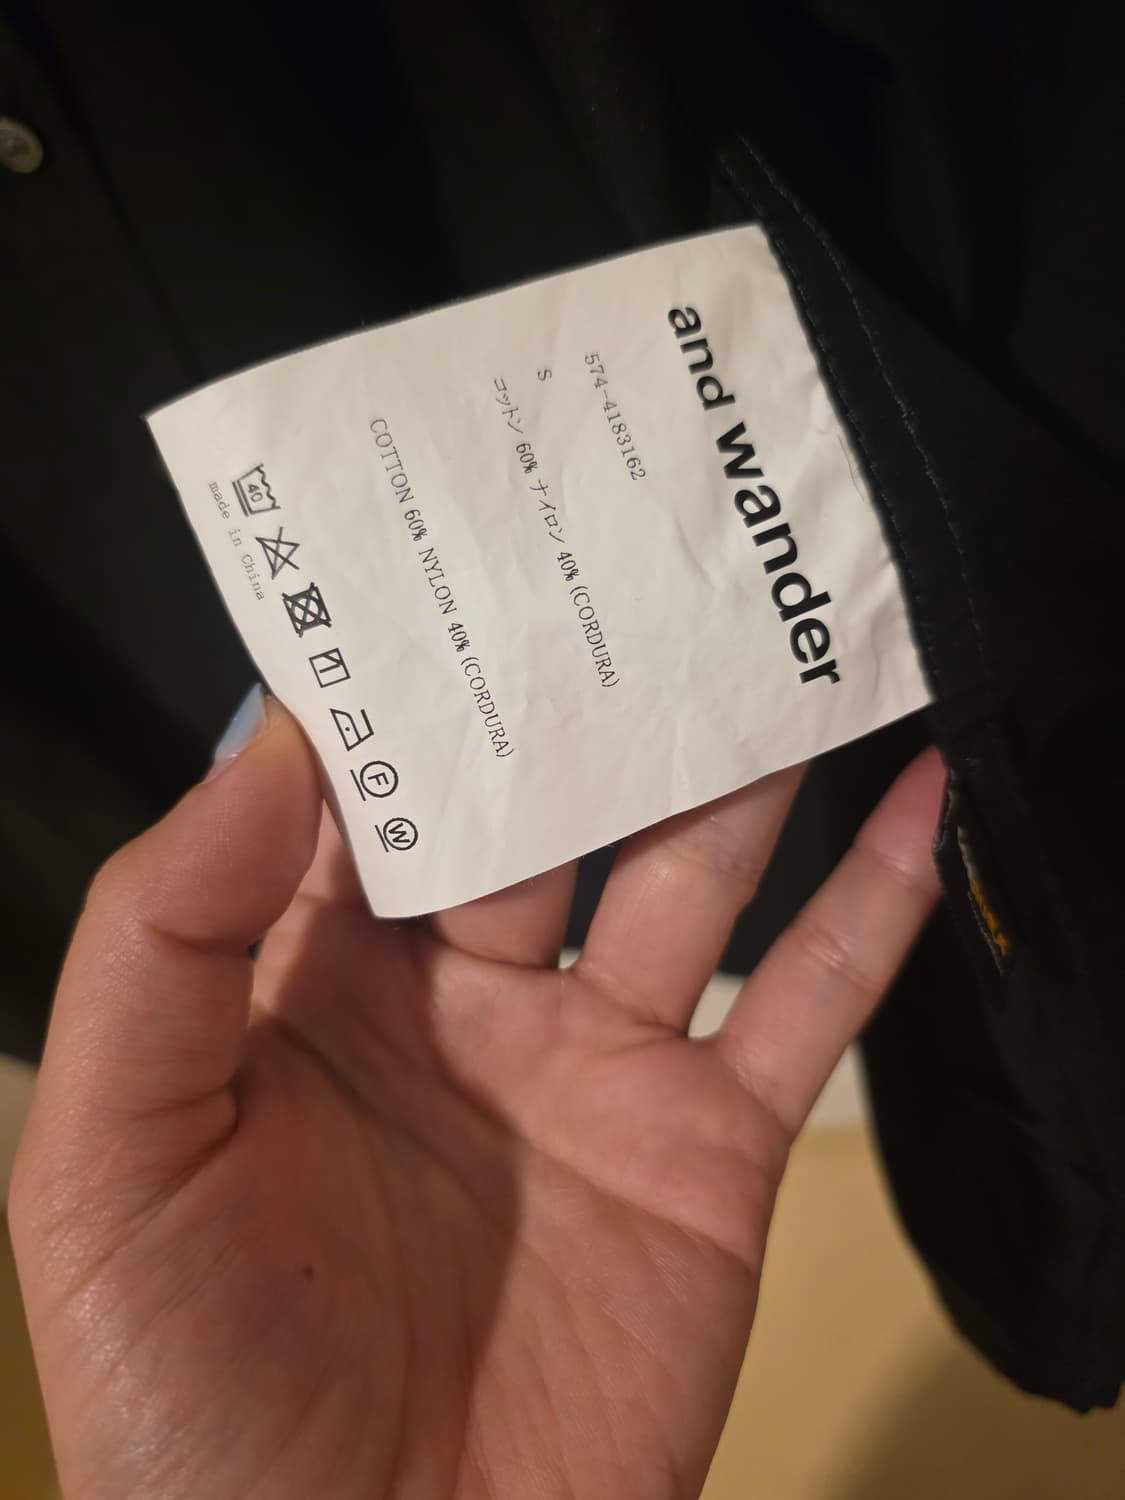 and wander
574-4183162
S
コットン 60% ナイロン 40% (CORDURA)
COTTON 60% NYLON 40% (CORDURA)
40
F
W
made in China